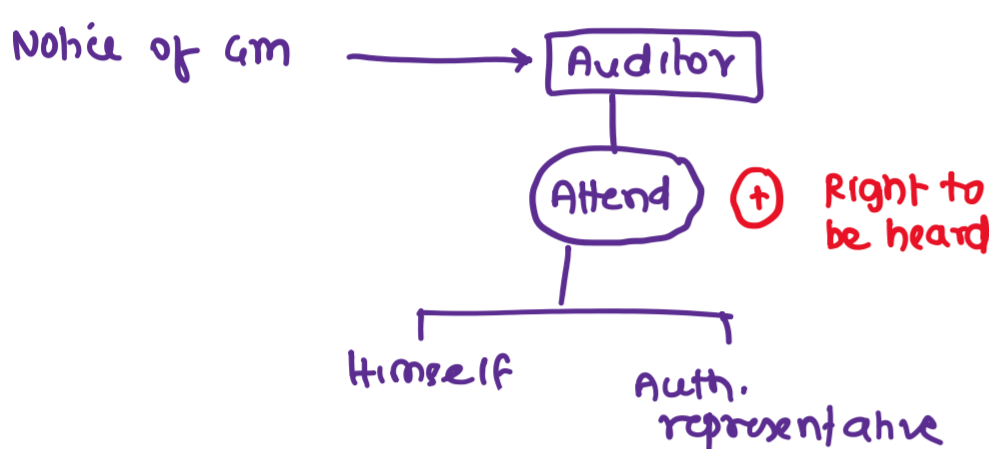 Notice of GM
Auditor
Attend
+ Right to
be heard
Himself
Auth.
representative